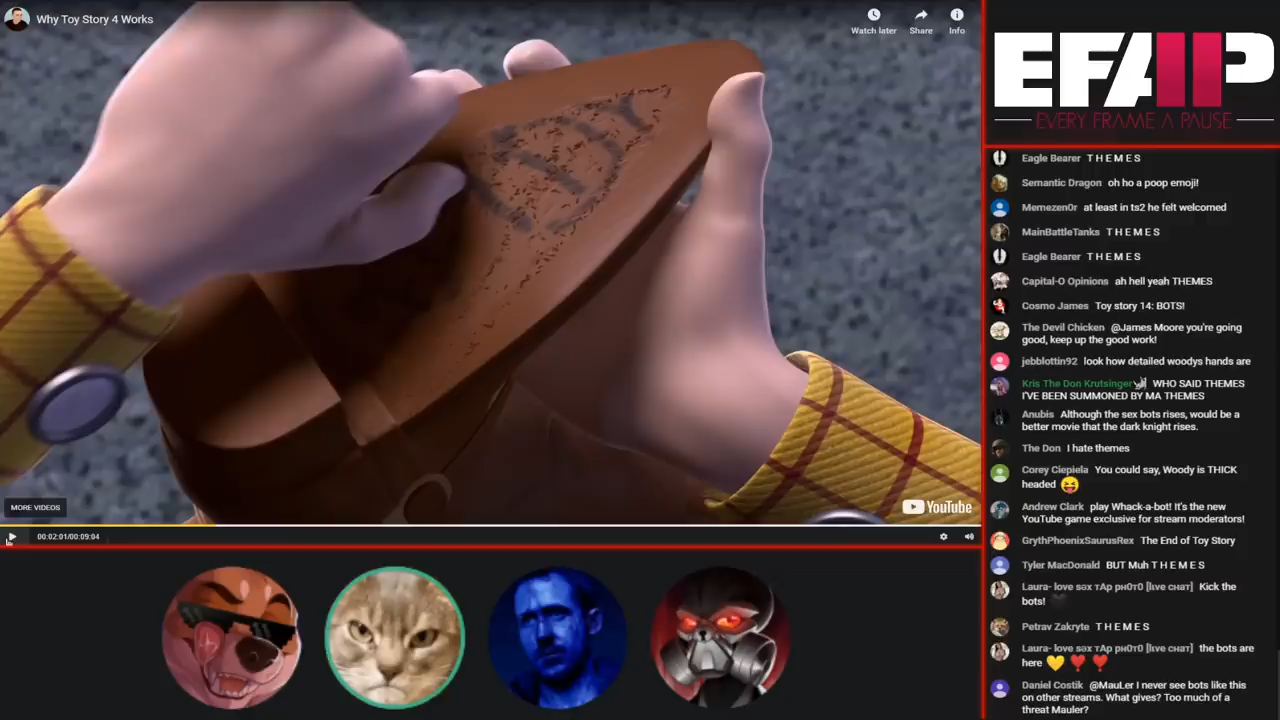 Why Toy Story 4 Works
Watch later
Share
Info
MORE VIDEOS
YouTube
00:02:01/00:09:04
EFAP
EVERY FRAME A PAUSE
Eagle Bearer T H E M E S
Semantic Dragon oh ho a poop emoji!
Memezen0r at least in ts2 he felt welcomed
MainBattleTanks T H E M E S
Eagle Bearer T H E M E S
Capital-O Opinions ah hell yeah THEMES
Cosmo James Toy story 14: BOTS!
The Devil Chicken @James Moore you're going
good, keep up the good work!
jebblottin92 look how detailed woodys hands are
Kris The Don Krutsinger WHO SAID THEMES
I'VE BEEN SUMMONED BY MA THEMES
Anubis Although the sex bots rises, would be a
better movie that the dark knight rises.
The Don I hate themes
Corey Ciepiela You could say, Woody is THICK
headed 😝
Andrew Clark play Whack-a-bot! It's the new
YouTube game exclusive for stream moderators!
GrythPhoenixSaurusRex The End of Toy Story
Tyler MacDonald BUT Muh T H E M E S
Laura- love səx тAp pнOтO [lιve cнaт] Kick the
bots! 🖤
Petrav Zakryte T H E M E S
Laura- love səx тAp pнOтO [lιve cнaт] the bots are
here 💛 ❣️ ❣️
Daniel Costik @MauLer I never see bots like this
on other streams. What gives? Too much of a
threat Mauler?